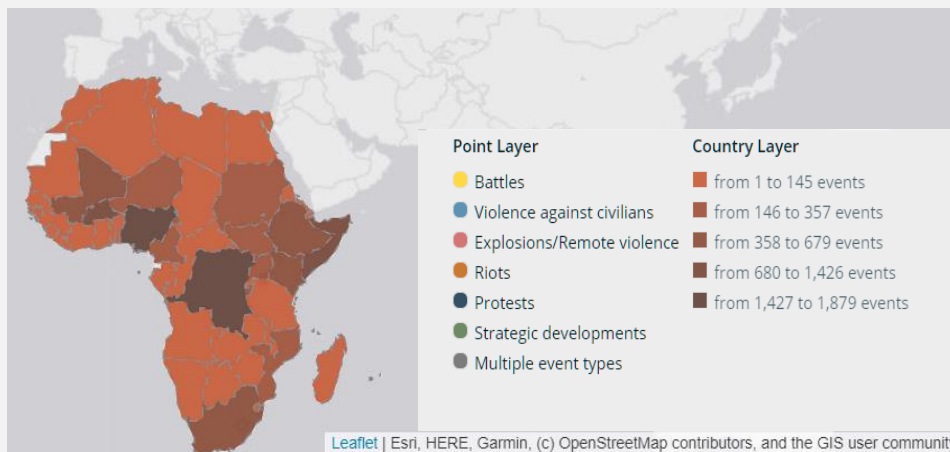 Point Layer
Battles
Violence against civilians
Explosions/Remote violence
Riots
Protests
Strategic developments
Multiple event types
Country Layer
from 1 to 145 events
from 146 to 357 events
from 358 to 679 events
from 680 to 1,426 events
from 1,427 to 1,879 events
Leaflet | Esri, HERE, Garmin, (c) OpenStreetMap contributors, and the GIS user community